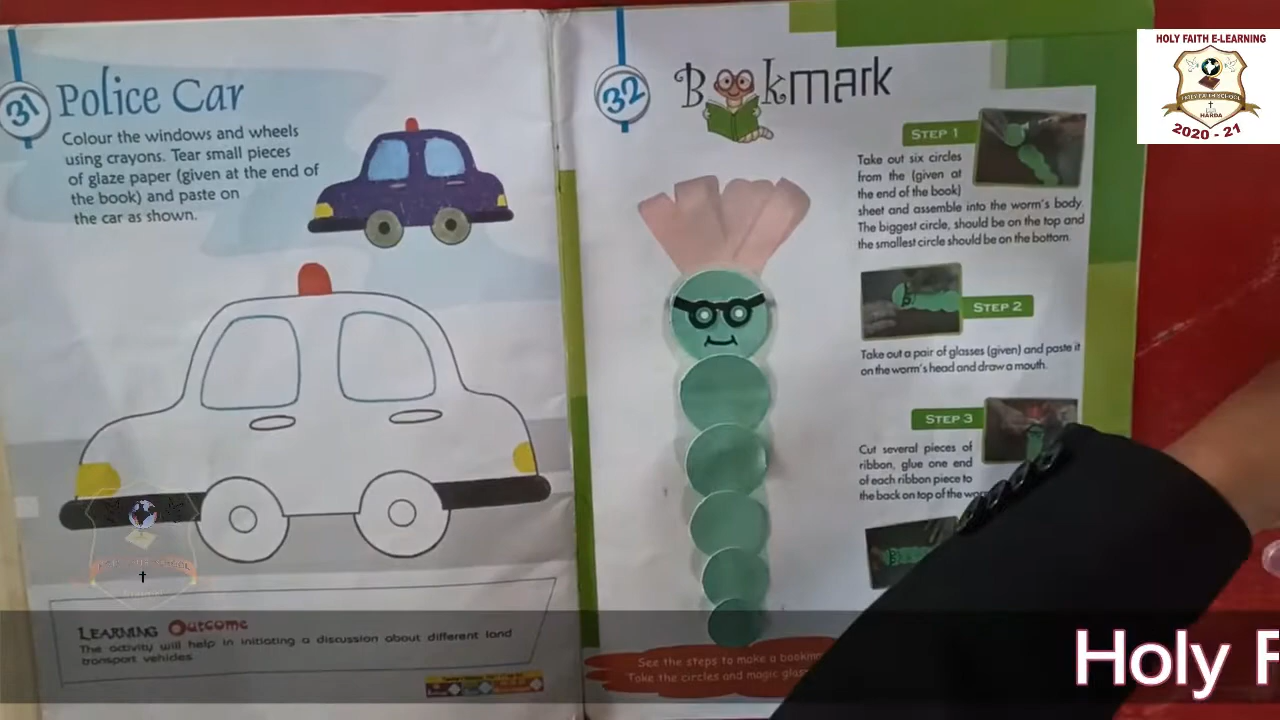 31
Police Car
Colour the windows and wheels
using crayons. Tear small pieces
of glaze paper (given at the end of
the book) and paste on
the car as shown.
LEARNING Outcome
The activity will help in initiating a discussion about different land
transport vehicles.
32
Bookmark
STEP 1
Take out six circles
from the (given at
the end of the book)
sheet and assemble into the worm's body.
The biggest circle, should be on the top and
the smallest circle should be on the bottom.
STEP 2
Take out a pair of glasses (given) and paste it
on the worm's head and draw a mouth.
STEP 3
Cut several pieces of
ribbon, glue one end
of each ribbon piece to
the back on top of the
See the steps to make a
Take the circles and magic
HOLY FAITH E-LEARNING
HOLY FAITH SCHOOL
HARDA
2020 - 21
Holy F